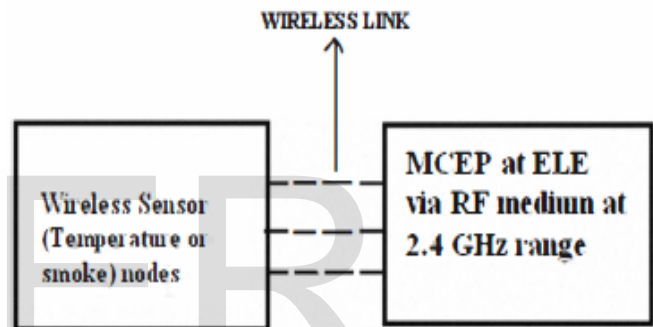 WIRELESS LINK
Wireless Sensor
(Temperature or
smoke) nodes
MCEP at ELE
via RF medium at
2.4 GHz range
ER